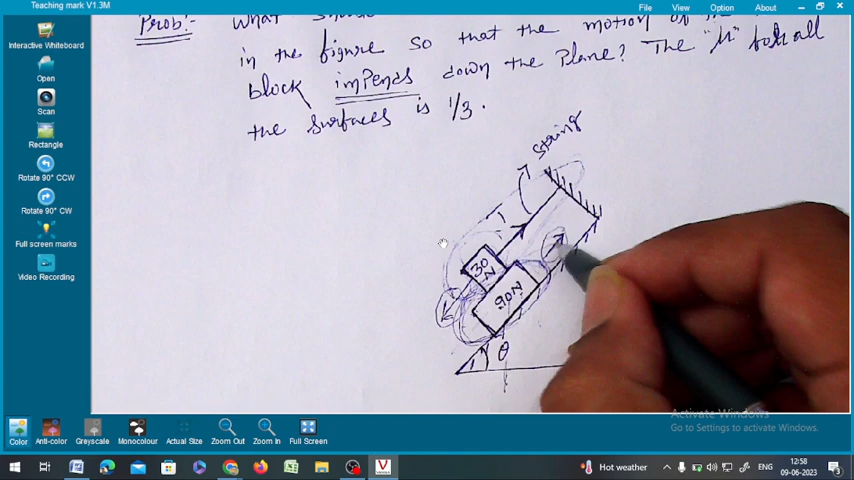 Teaching mark V1.3M
File
Option
About
Interactive Whiteboard
Open
Scan
Rectangle
Rotate 90° CCW
Rotate 90° CW
Full screen marks
Video Recording
Prob:- What
in the figure so that the motion of the
block impends down the Plane? The "μ" for all
the surfaces is 1/3.
String
30
N
90N
θ
Activate Windows
Go to Settings to activate Windows.
Color
Anti-color
Greyscale
Monocolour
Actual Size
Zoom Out
Zoom In
Full Screen
Hot weather
ENG
12:58
09-06-2023
3